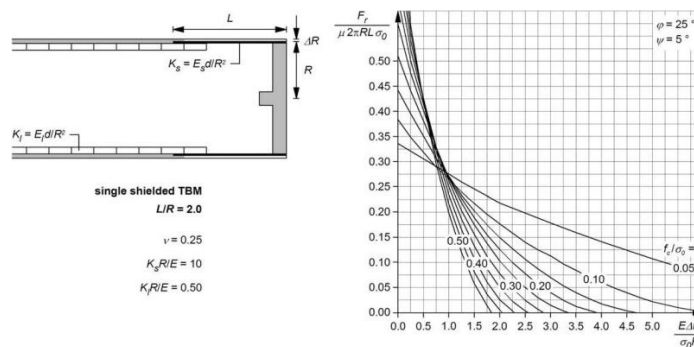 L
ΔR
R
K_s = E_s d/R²
K_l = E_l d/R²
single shielded TBM
L/R = 2.0
ν = 0.25
K_s R/E = 10
K_l R/E = 0.50
F_r
μ 2πRL σ₀
φ = 25°
ψ = 5°
0.50
0.45
0.40
0.35
0.30
0.25
0.20
0.15
0.10
0.05
0.00
0.50
0.40
0.30
0.20
0.10
f_c/σ₀ =
0.05
0.0 0.5 1.0 1.5 2.0 2.5 3.0 3.5 4.0 4.5 5.0